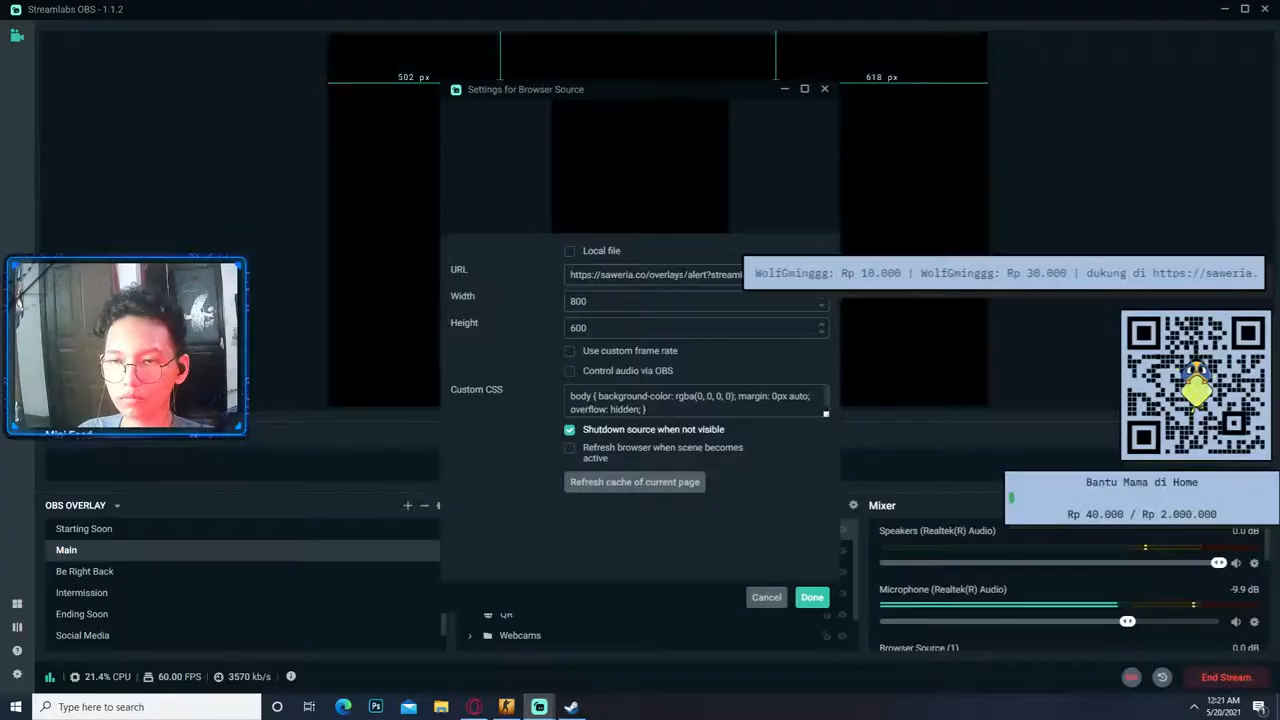 Streamlabs OBS - 1.1.2
502 px
618 px
Settings for Browser Source
Local file
URL
https://saweria.co/overlays/alert?streaml
WolfGminggg: Rp 10.000 | WolfGminggg: Rp 30.000 | dukung di https://saweria.
Width
800
Height
600
Use custom frame rate
Control audio via OBS
Custom CSS
body { background-color: rgba(0, 0, 0, 0); margin: 0px auto;
overflow: hidden; }
Shutdown source when not visible
Refresh browser when scene becomes
active
Refresh cache of current page
Mini Feed
Bantu Mama di Home
Rp 40.000 / Rp 2.000.000
OBS OVERLAY
Starting Soon
Main
Be Right Back
Intermission
Ending Soon
Social Media
Cancel
Done
QR
Webcams
Mixer
Speakers (Realtek(R) Audio)
0.0 dB
Microphone (Realtek(R) Audio)
-9.9 dB
Browser Source (1)
0.0 dB
21.4% CPU
60.00 FPS
3570 kb/s
End Stream
Type here to search
12:21 AM
5/20/2021